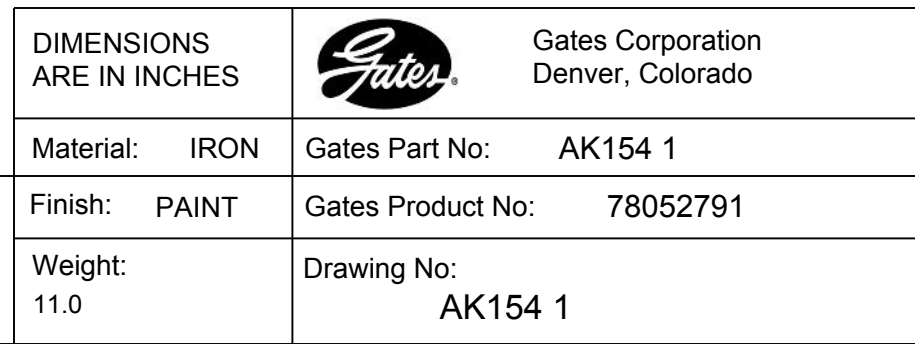 DIMENSIONS
ARE IN INCHES
Gates®
Gates Corporation
Denver, Colorado
Material: IRON
Gates Part No: AK154 1
Finish: PAINT
Gates Product No: 78052791
Weight:
11.0
Drawing No:
AK154 1